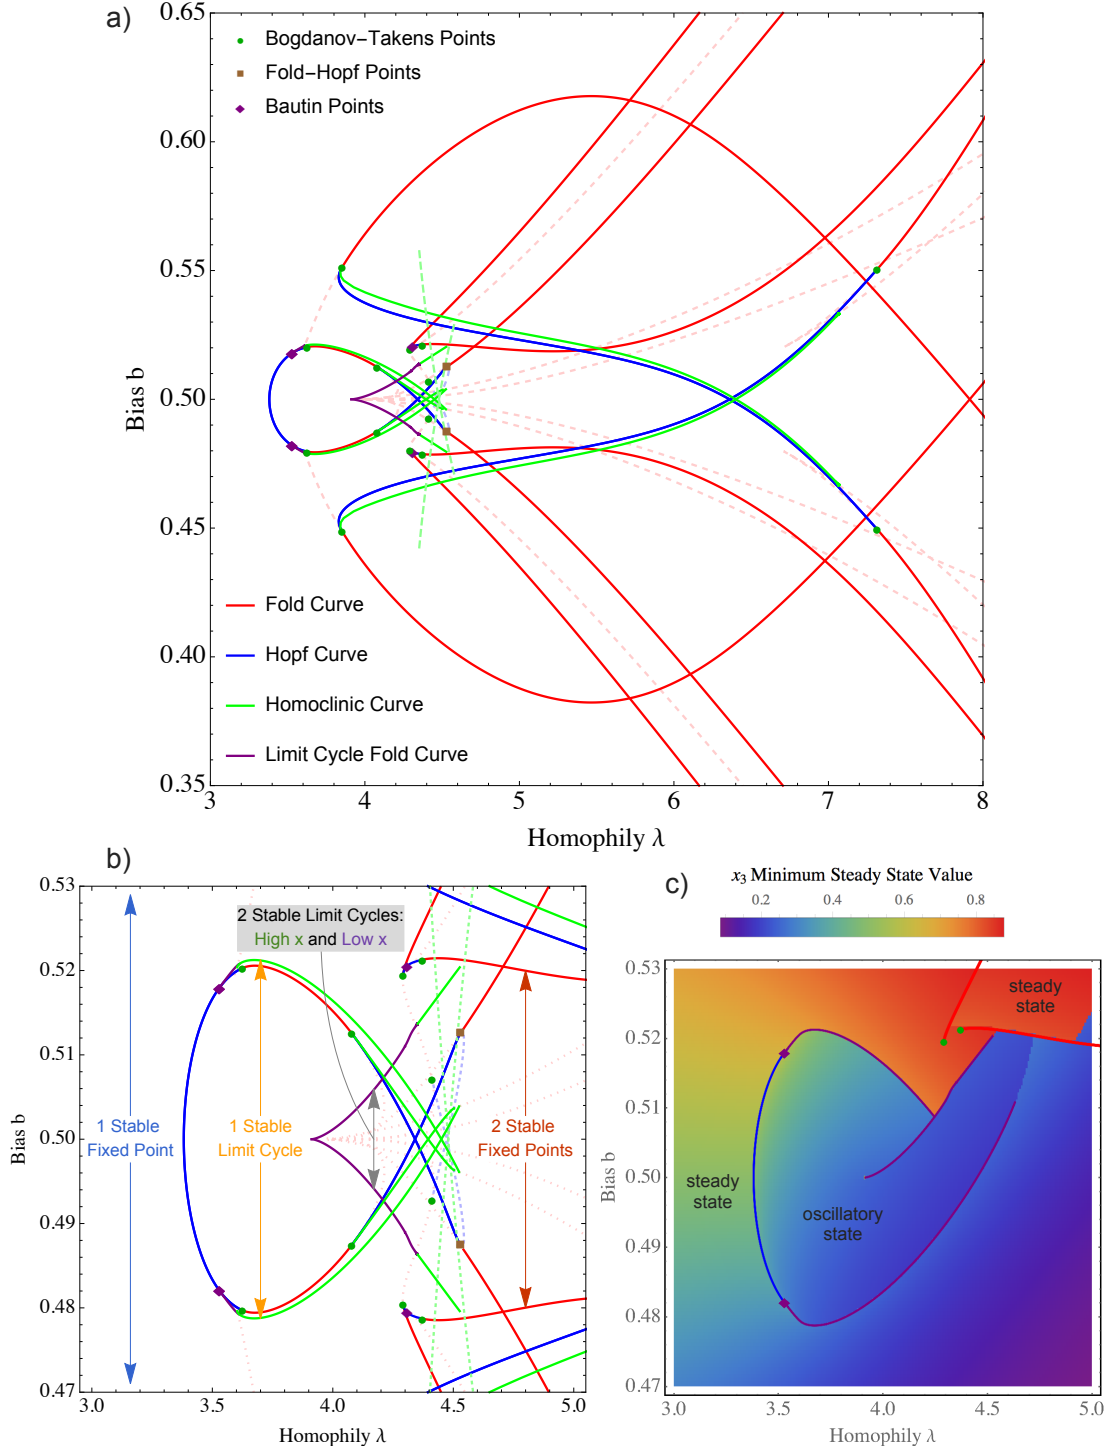 a)
Bogdanov−Takens Points
Fold−Hopf Points
Bautin Points
0.65
0.60
0.55
0.50
0.45
0.40
0.35
Bias b
Fold Curve
Hopf Curve
Homoclinic Curve
Limit Cycle Fold Curve
3 4 5 6 7 8
Homophily λ
b)
0.53
0.52
0.51
0.50
0.49
0.48
0.47
Bias b
2 Stable Limit Cycles:
High x and Low x
1 Stable
Fixed Point
1 Stable
Limit Cycle
2 Stable
Fixed Points
3.0 3.5 4.0 4.5 5.0
Homophily λ
c)
x3 Minimum Steady State Value
0.2 0.4 0.6 0.8
0.53
0.52
0.51
0.50
0.49
0.48
0.47
Bias b
steady
state
steady
state
oscillatory
state
3.0 3.5 4.0 4.5 5.0
Homophily λ